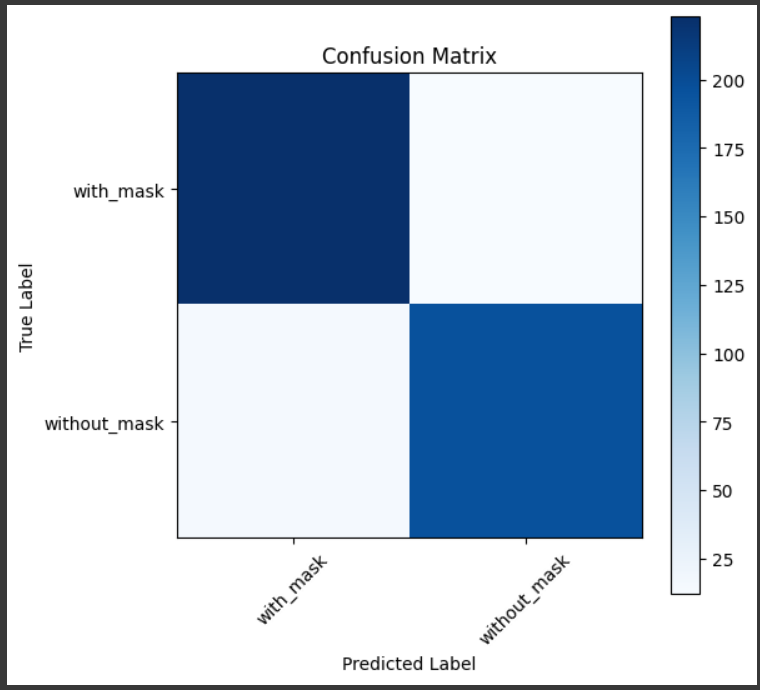 Confusion Matrix
200
175
with_mask
150
True Label
125
100
without_mask
75
50
25
with_mask
without_mask
Predicted Label